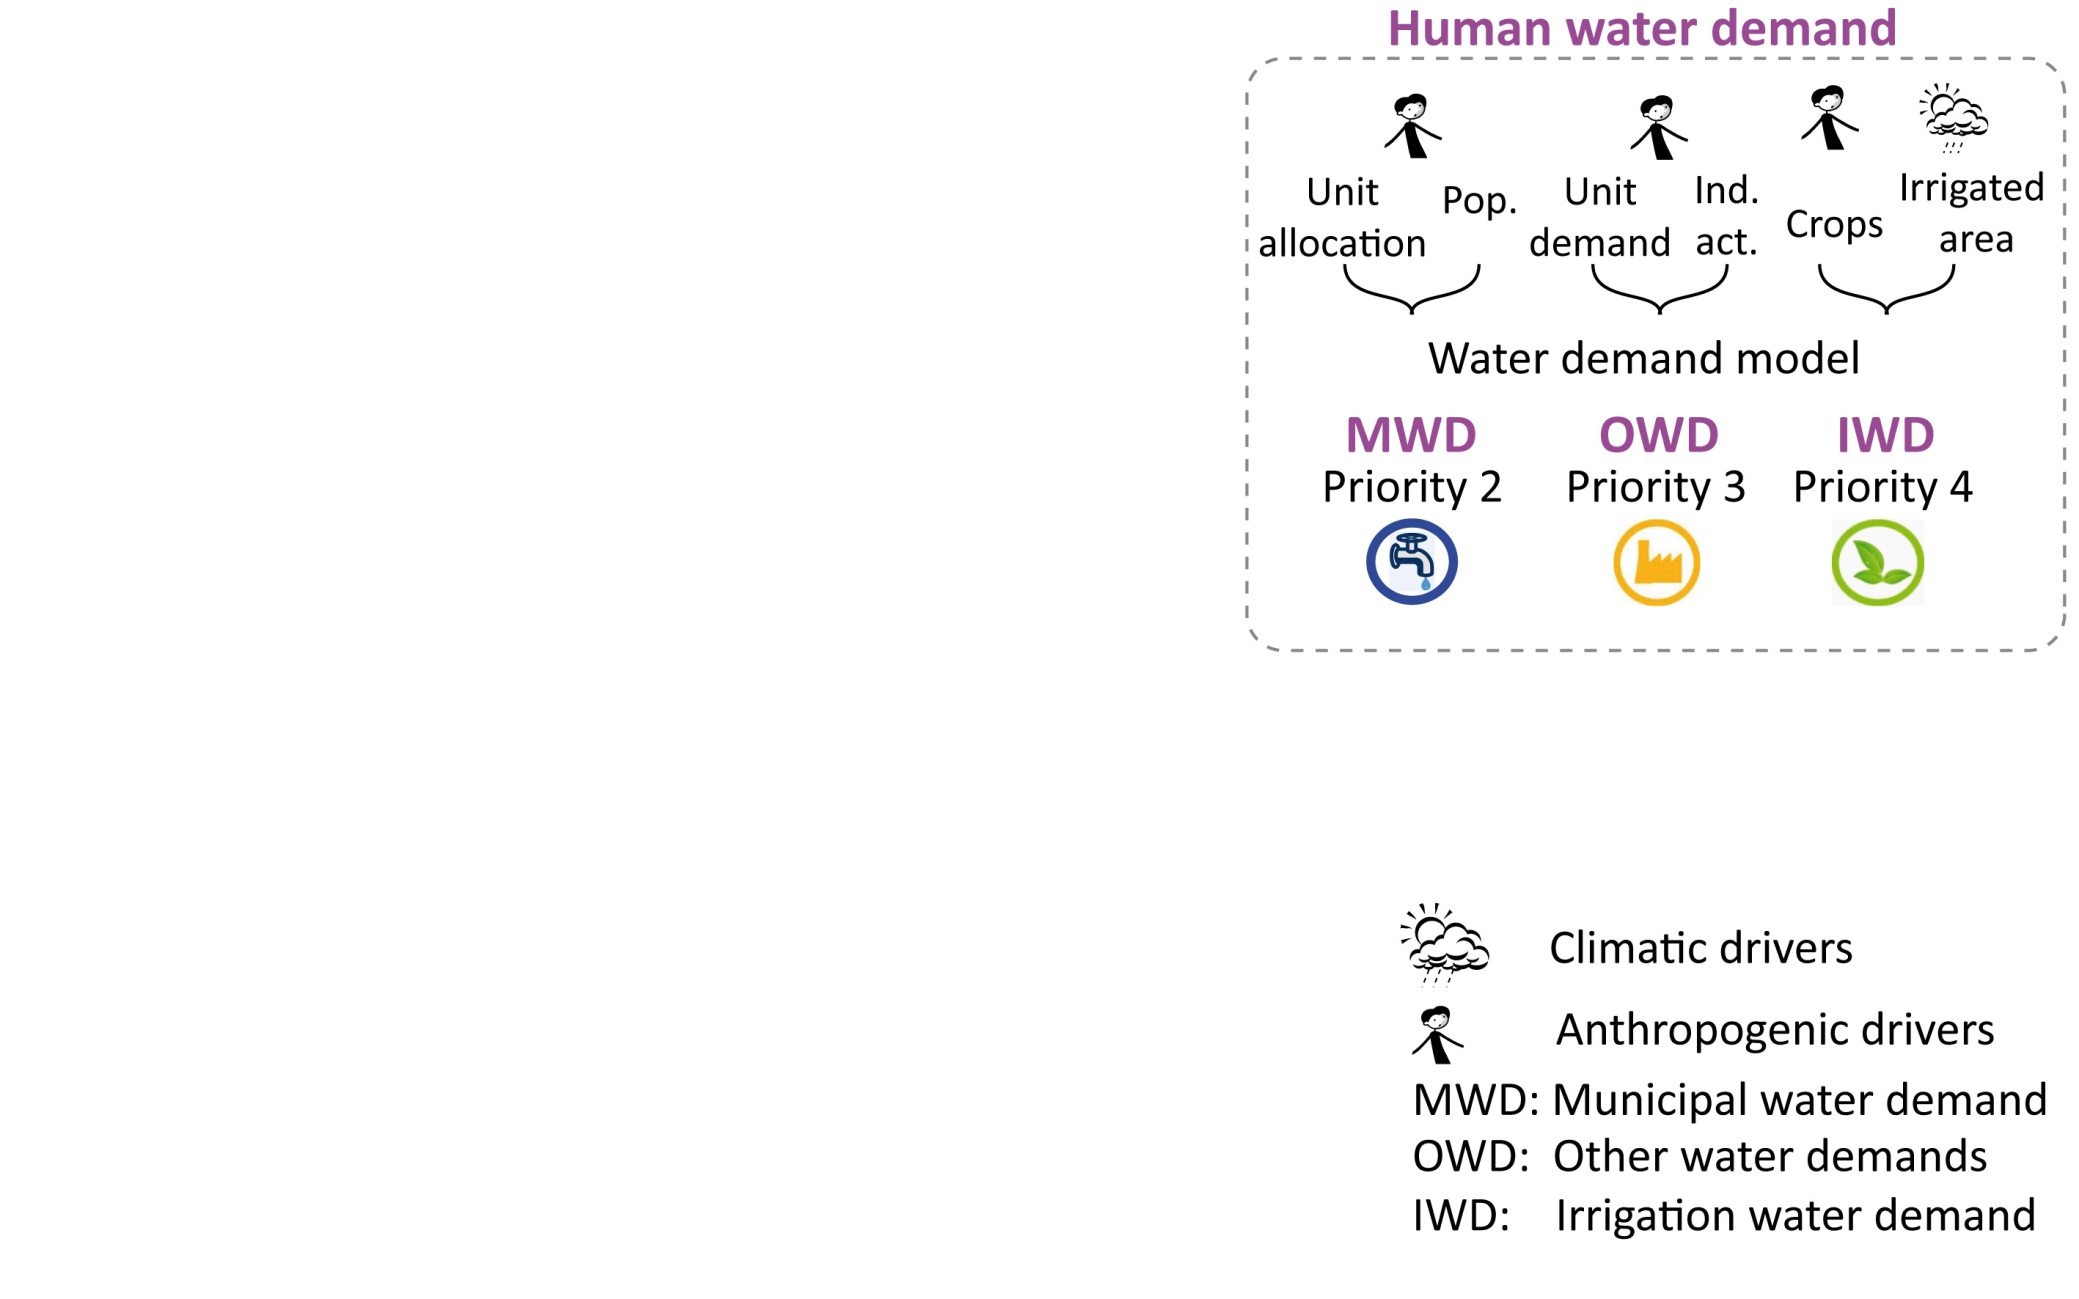 Human water demand
Unit allocation
Pop.
Unit demand
Ind. act.
Crops
Irrigated area
Water demand model
MWD OWD IWD
Priority 2 Priority 3 Priority 4
Climatic drivers
Anthropogenic drivers
MWD: Municipal water demand
OWD: Other water demands
IWD: Irrigation water demand